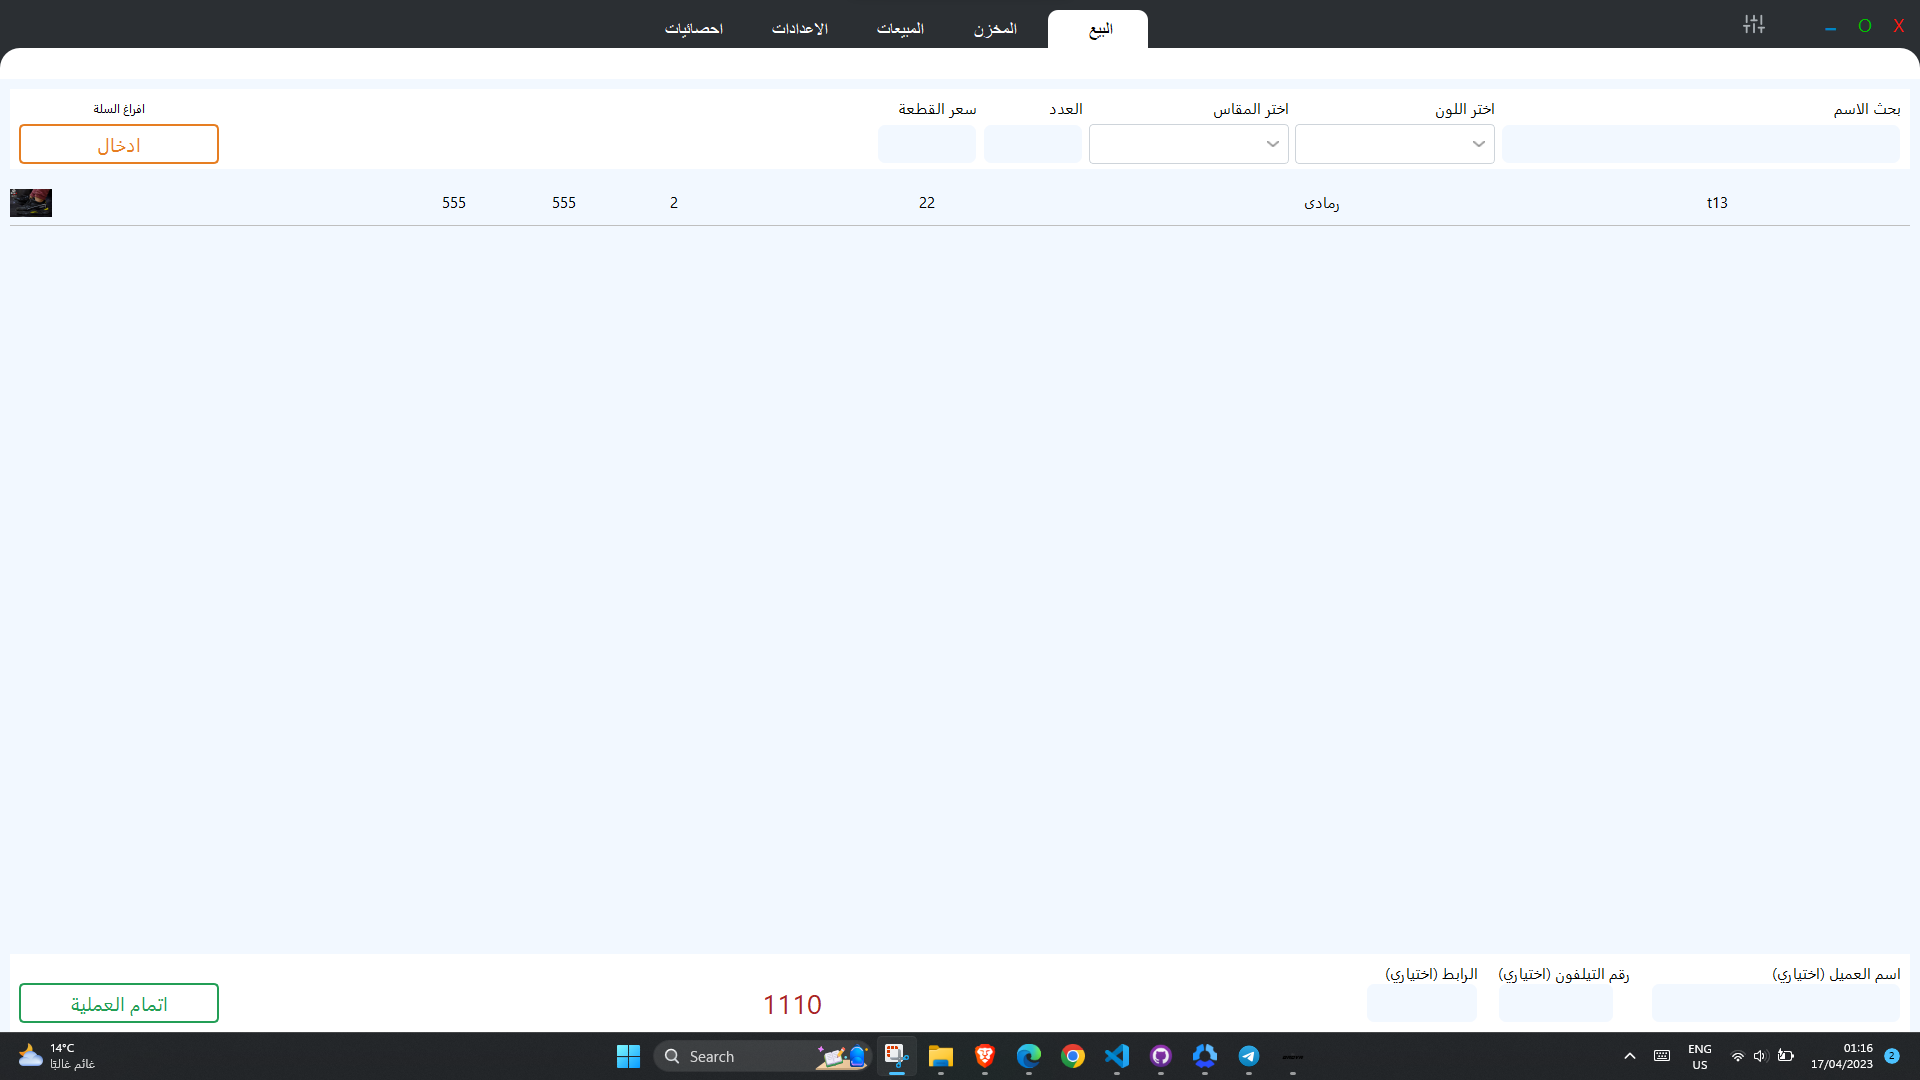 X O _ البيع المخزن المبيعات الاعدادات احصائيات
بحث الاسم اختر اللون اختر المقاس العدد سعر القطعة افراغ السلة
ادخال
t13 رمادى 22 2 555 555
اسم العميل (اختياري) رقم التيلفون (اختياري) الرابط (اختياري)
1110 اتمام العملية
14°C
غائم غالبًا
Search
ENG
US
01:16
17/04/2023
2